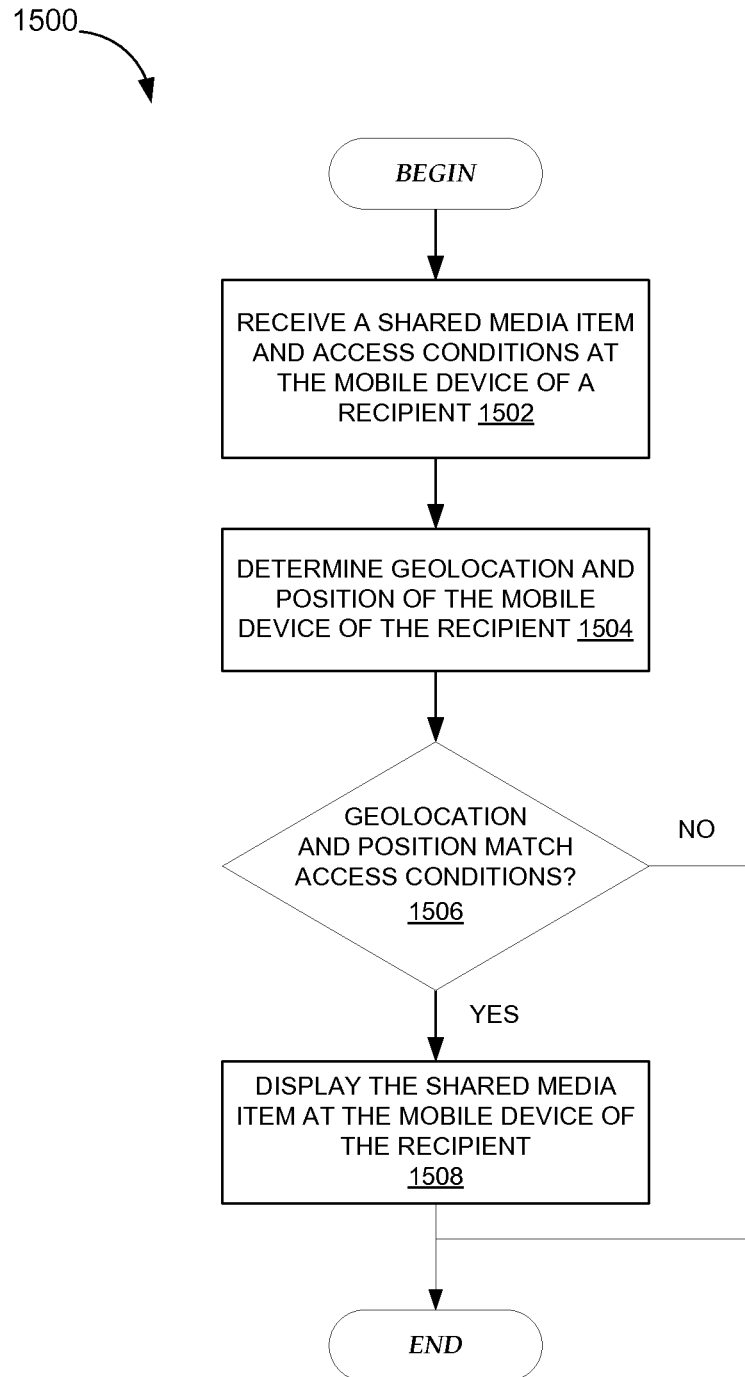 1500
BEGIN
RECEIVE A SHARED MEDIA ITEM
AND ACCESS CONDITIONS AT
THE MOBILE DEVICE OF A
RECIPIENT 1502
DETERMINE GEOLOCATION AND
POSITION OF THE MOBILE
DEVICE OF THE RECIPIENT 1504
GEOLOCATION
AND POSITION MATCH
ACCESS CONDITIONS?
1506
NO
YES
DISPLAY THE SHARED MEDIA
ITEM AT THE MOBILE DEVICE OF
THE RECIPIENT
1508
END